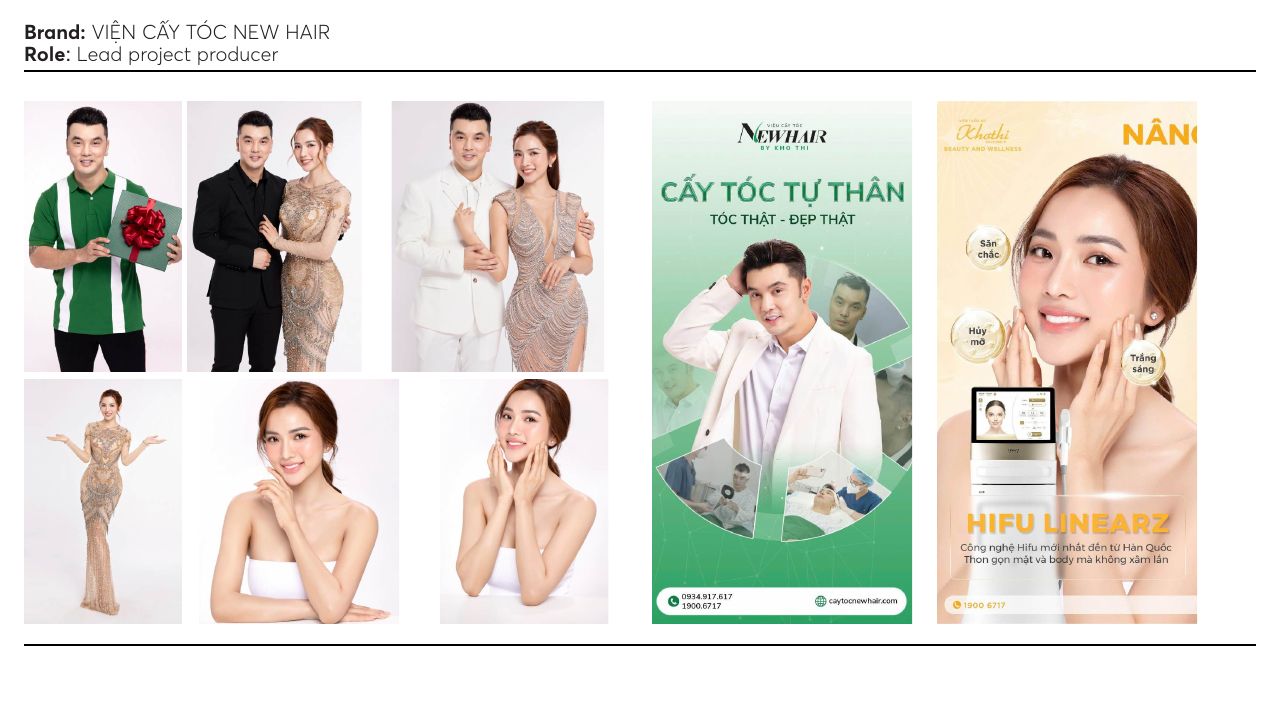 Brand: VIỆN CẤY TÓC NEW HAIR
Role: Lead project producer
VIỆN CẤY TÓC
NEWHAIR
BY KHO THI
CẤY TÓC TỰ THÂN
TÓC THẬT - ĐẸP THẬT
0934.917.617
1900.6717
caytocnewhair.com
Khothi
BEAUTY AND WELLNESS
NÂNG
Săn
chắc
Hủy
mỡ
Trắng
sáng
HIFU LINEARZ
Công nghệ Hifu mới nhất đến từ Hàn Quốc
Thon gọn mặt và body mà không xâm lấn
1900 6717